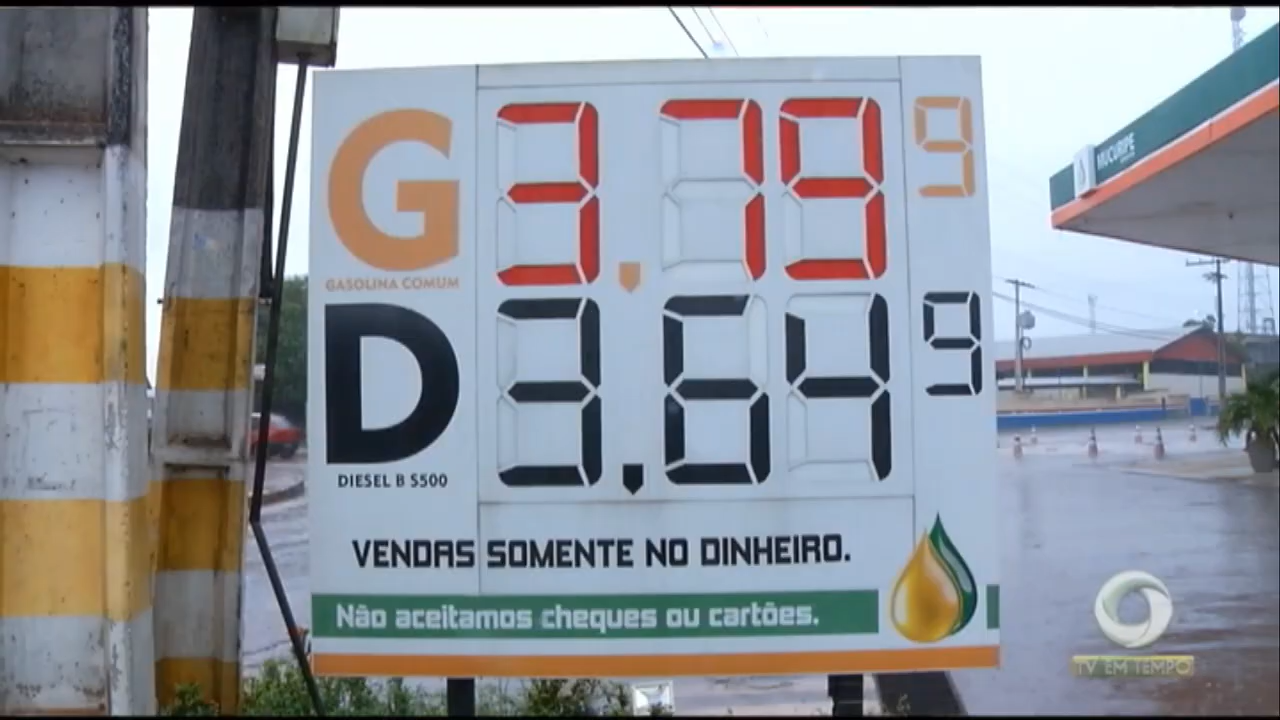 G 3.79 9
GASOLINA COMUM
D 3.64 9
DIESEL B S500
VENDAS SOMENTE NO DINHEIRO.
Não aceitamos cheques ou cartões.
MUCURIPE
TV EM TEMPO